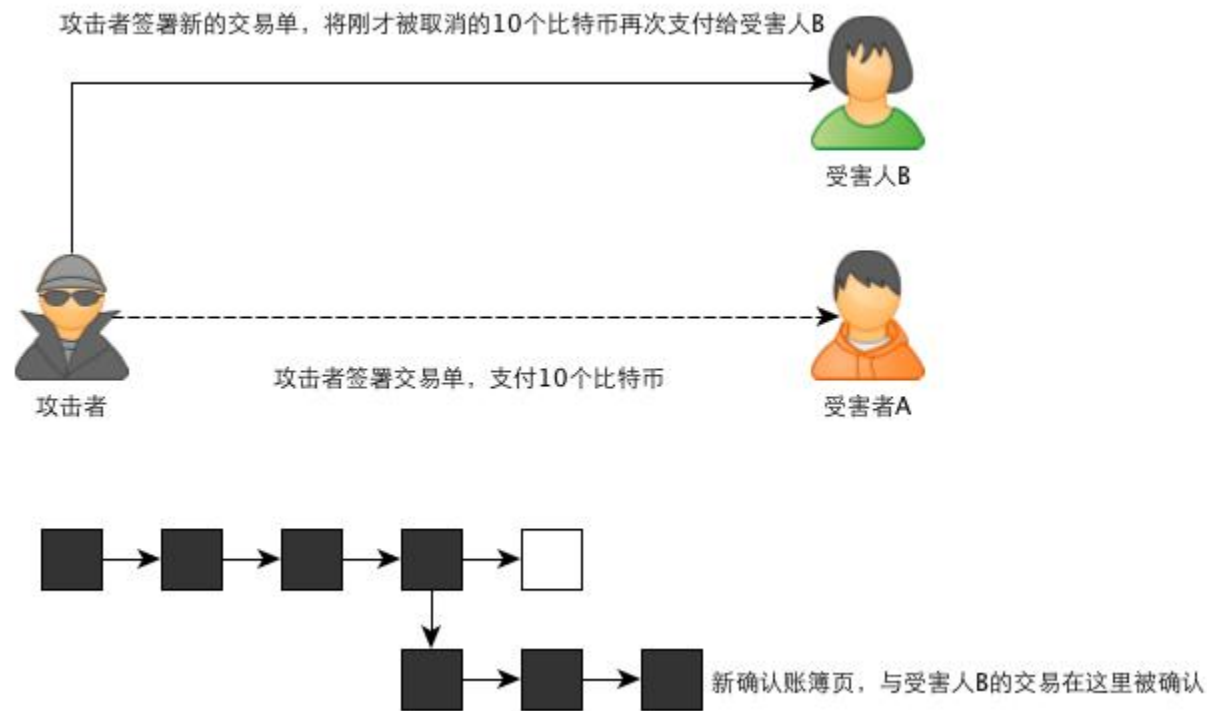 攻击者签署新的交易单，将刚才被取消的10个比特币再次支付给受害人B
受害人B
攻击者签署交易单，支付10个比特币
攻击者
受害者A
新确认账簿页，与受害人B的交易在这里被确认